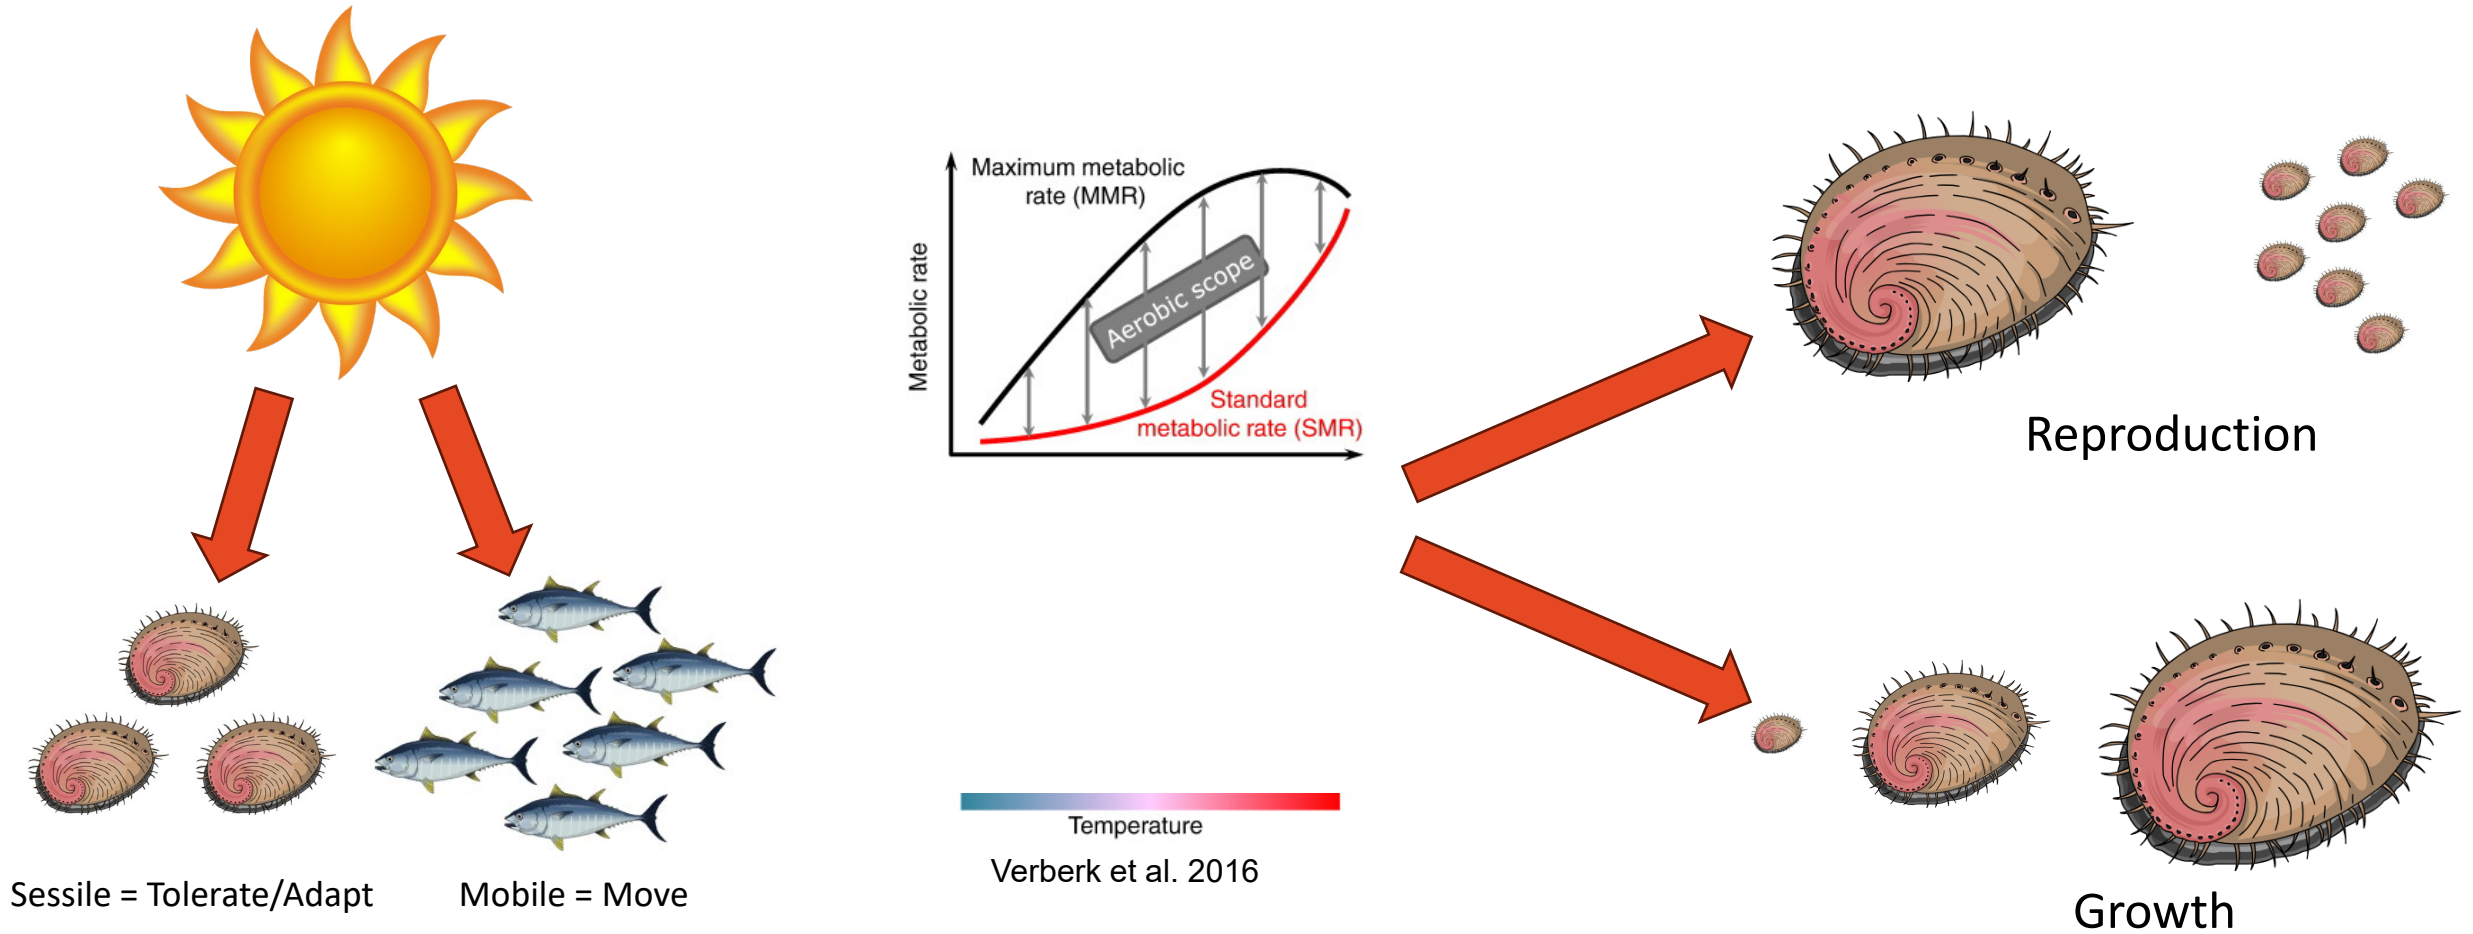 Maximum metabolic
rate (MMR)
Metabolic rate
Aerobic scope
Standard
metabolic rate (SMR)
Reproduction
Temperature
Verberk et al. 2016
Sessile = Tolerate/Adapt
Mobile = Move
Growth